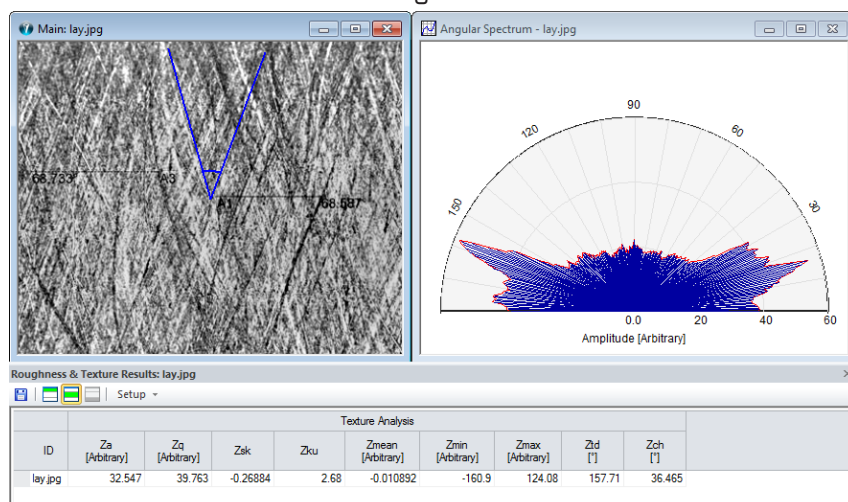 Main: lay.jpg
68.733
A3
A1
68.587
Angular Spectrum - lay.jpg
90
120
60
150
30
0.0 20 40 60
Amplitude [Arbitrary]
Roughness & Texture Results: lay.jpg
Setup
Texture Analysis
ID Za [Arbitrary] Zq [Arbitrary] Zsk Zku Zmean [Arbitrary] Zmin [Arbitrary] Zmax [Arbitrary] Ztd [°] Zch [°]
lay.jpg 32.547 39.763 -0.26884 2.68 -0.010892 -160.9 124.08 157.71 36.465